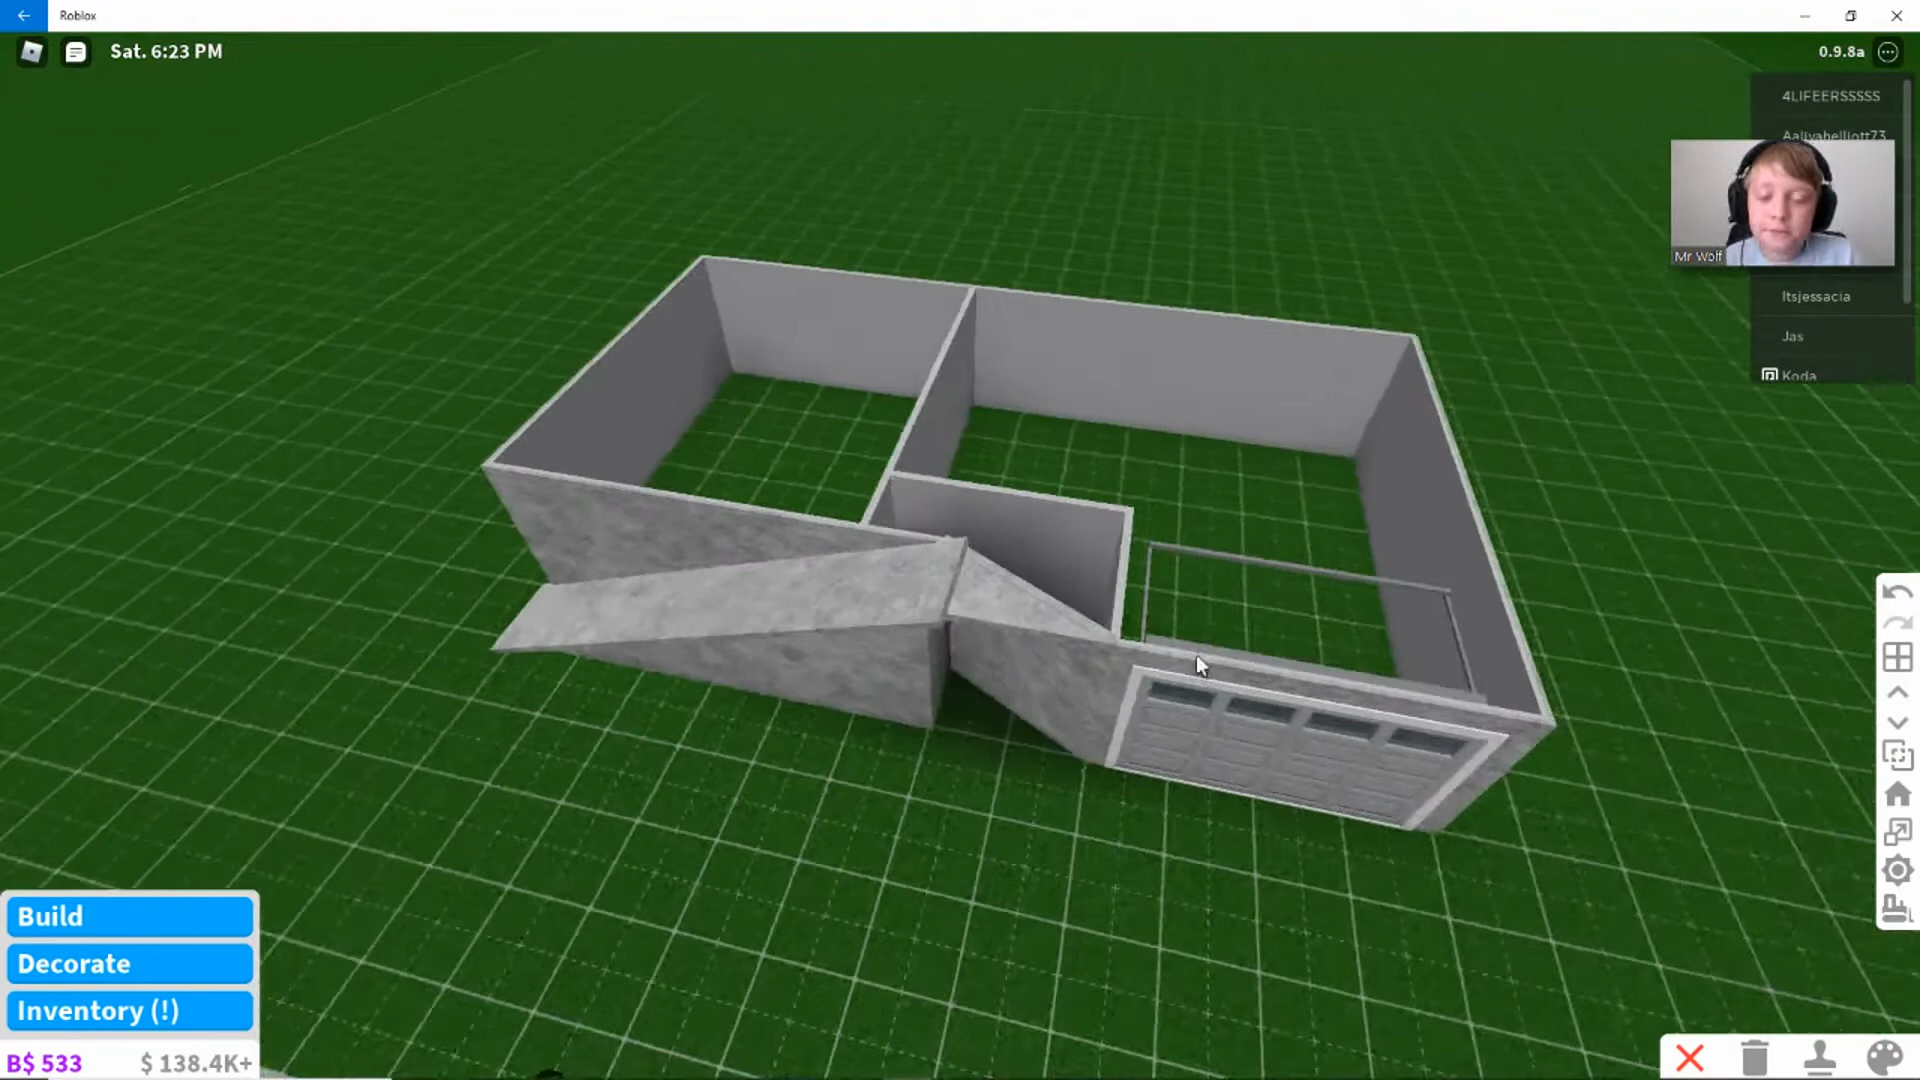 Roblox
Sat. 6:23 PM
0.9.8a
4LIFEERSSSSS
Aaliyahelliott73
Mr Wolf
Itsjessacia
Jas
Koda
Build
Decorate
Inventory (!)
B$ 533
$ 138.4K+